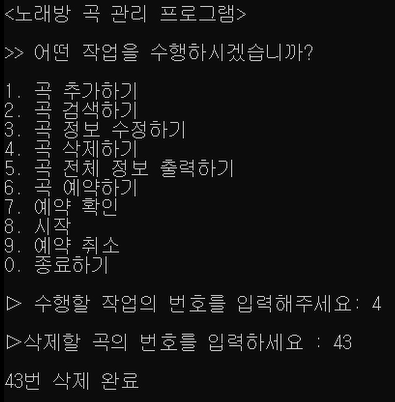 <노래방 곡 관리 프로그램>
>> 어떤 작업을 수행하시겠습니까?
1. 곡 추가하기
2. 곡 검색하기
3. 곡 정보 수정하기
4. 곡 삭제하기
5. 곡 전체 정보 출력하기
6. 곡 예약하기
7. 예약 확인
8. 시작
9. 예약 취소
0. 종료하기
▷ 수행할 작업의 번호를 입력해주세요: 4
▷삭제할 곡의 번호를 입력하세요 : 43
43번 삭제 완료